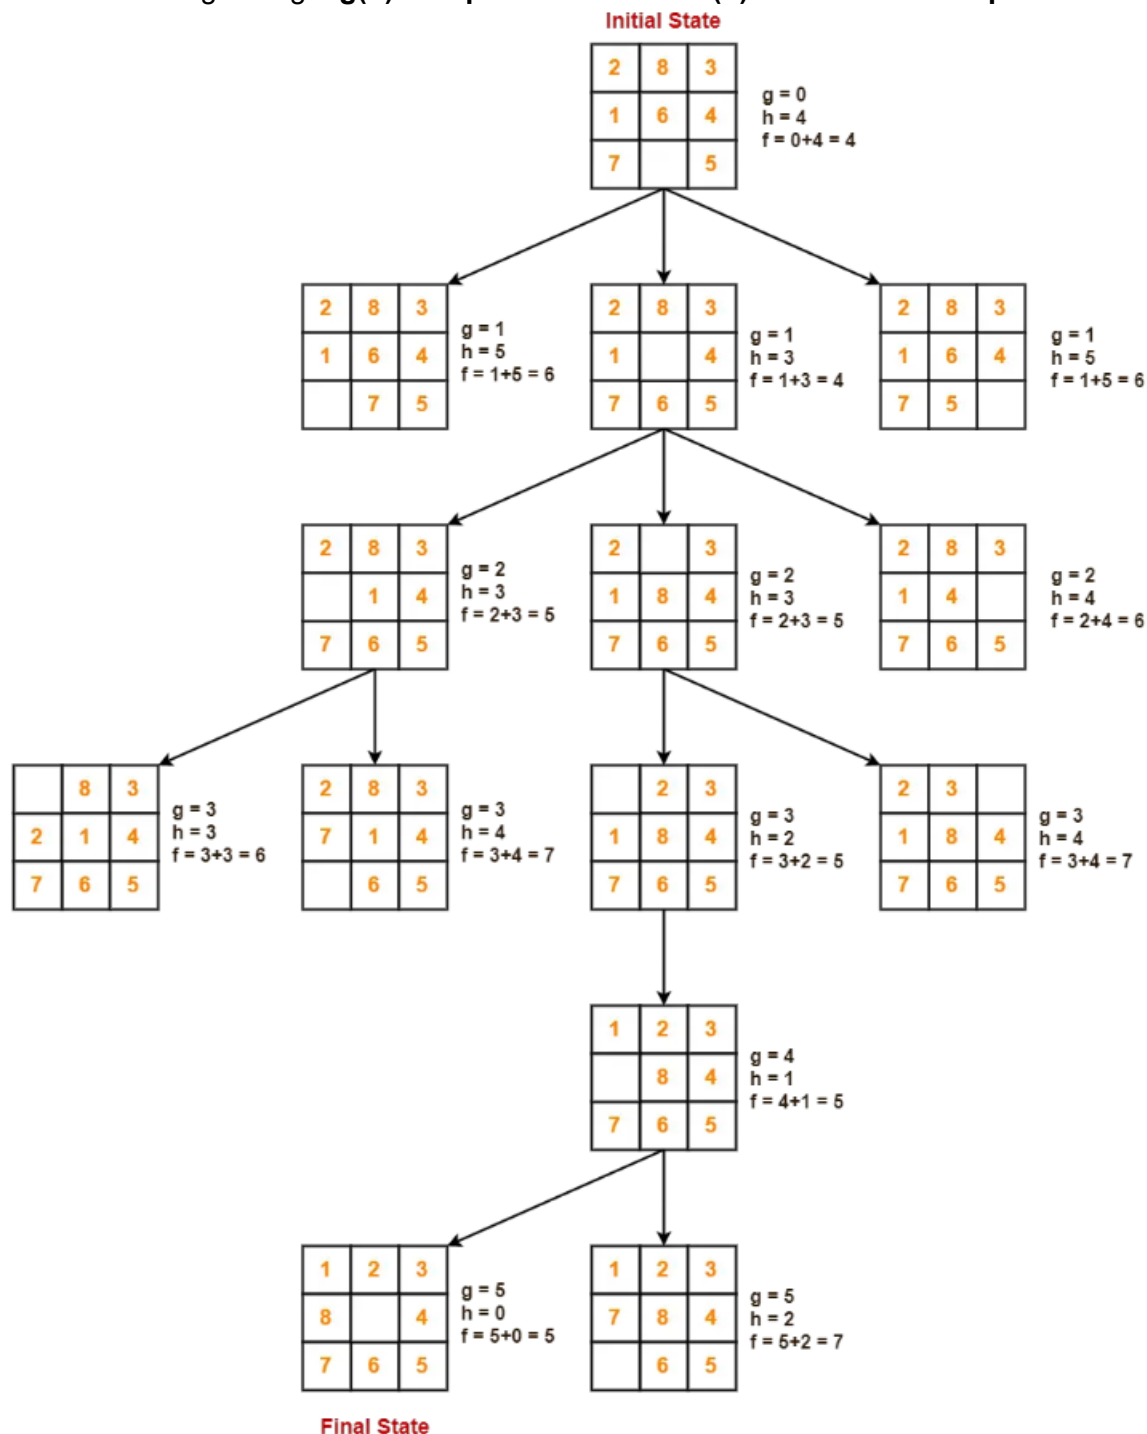 Initial State
2 8 3
1 6 4
7 5
g = 0
h = 4
f = 0+4 = 4
2 8 3
1 6 4
7 5
g = 1
h = 5
f = 1+5 = 6
2 8 3
1 4
7 6 5
g = 1
h = 3
f = 1+3 = 4
2 8 3
1 6 4
7 5
g = 1
h = 5
f = 1+5 = 6
2 8 3
1 4
7 6 5
g = 2
h = 3
f = 2+3 = 5
2 3
1 8 4
7 6 5
g = 2
h = 3
f = 2+3 = 5
2 8 3
1 4
7 6 5
g = 2
h = 4
f = 2+4 = 6
8 3
2 1 4
7 6 5
g = 3
h = 3
f = 3+3 = 6
2 8 3
7 1 4
6 5
g = 3
h = 4
f = 3+4 = 7
2 3
1 8 4
7 6 5
g = 3
h = 2
f = 3+2 = 5
2 3
1 8 4
7 6 5
g = 3
h = 4
f = 3+4 = 7
1 2 3
8 4
7 6 5
g = 4
h = 1
f = 4+1 = 5
1 2 3
8 4
7 6 5
g = 5
h = 0
f = 5+0 = 5
1 2 3
7 8 4
6 5
g = 5
h = 2
f = 5+2 = 7
Final State